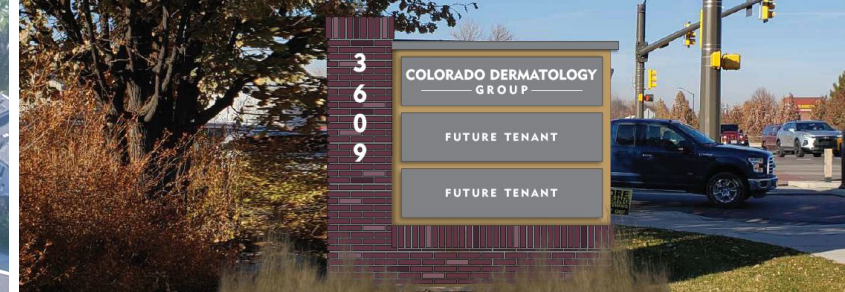 3
6
0
9
COLORADO DERMATOLOGY
GROUP
FUTURE TENANT
FUTURE TENANT